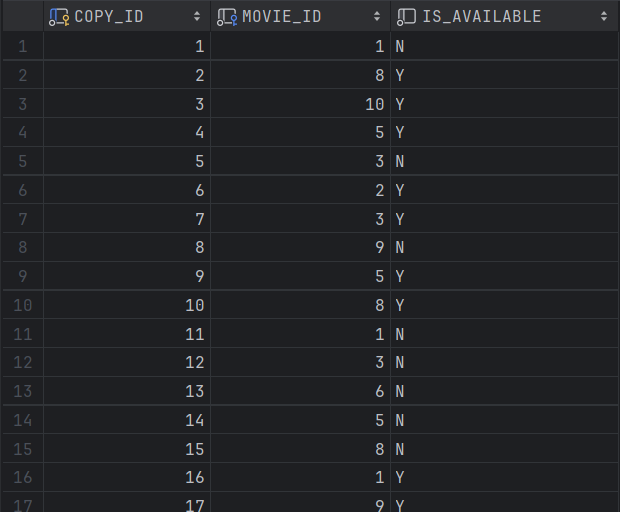 COPY_ID MOVIE_ID IS_AVAILABLE
1 1 1 N
2 2 8 Y
3 3 10 Y
4 4 5 Y
5 5 3 N
6 6 2 Y
7 7 3 Y
8 8 9 N
9 9 5 Y
10 10 8 Y
11 11 1 N
12 12 3 N
13 13 6 N
14 14 5 N
15 15 8 N
16 16 1 Y
17 17 9 Y